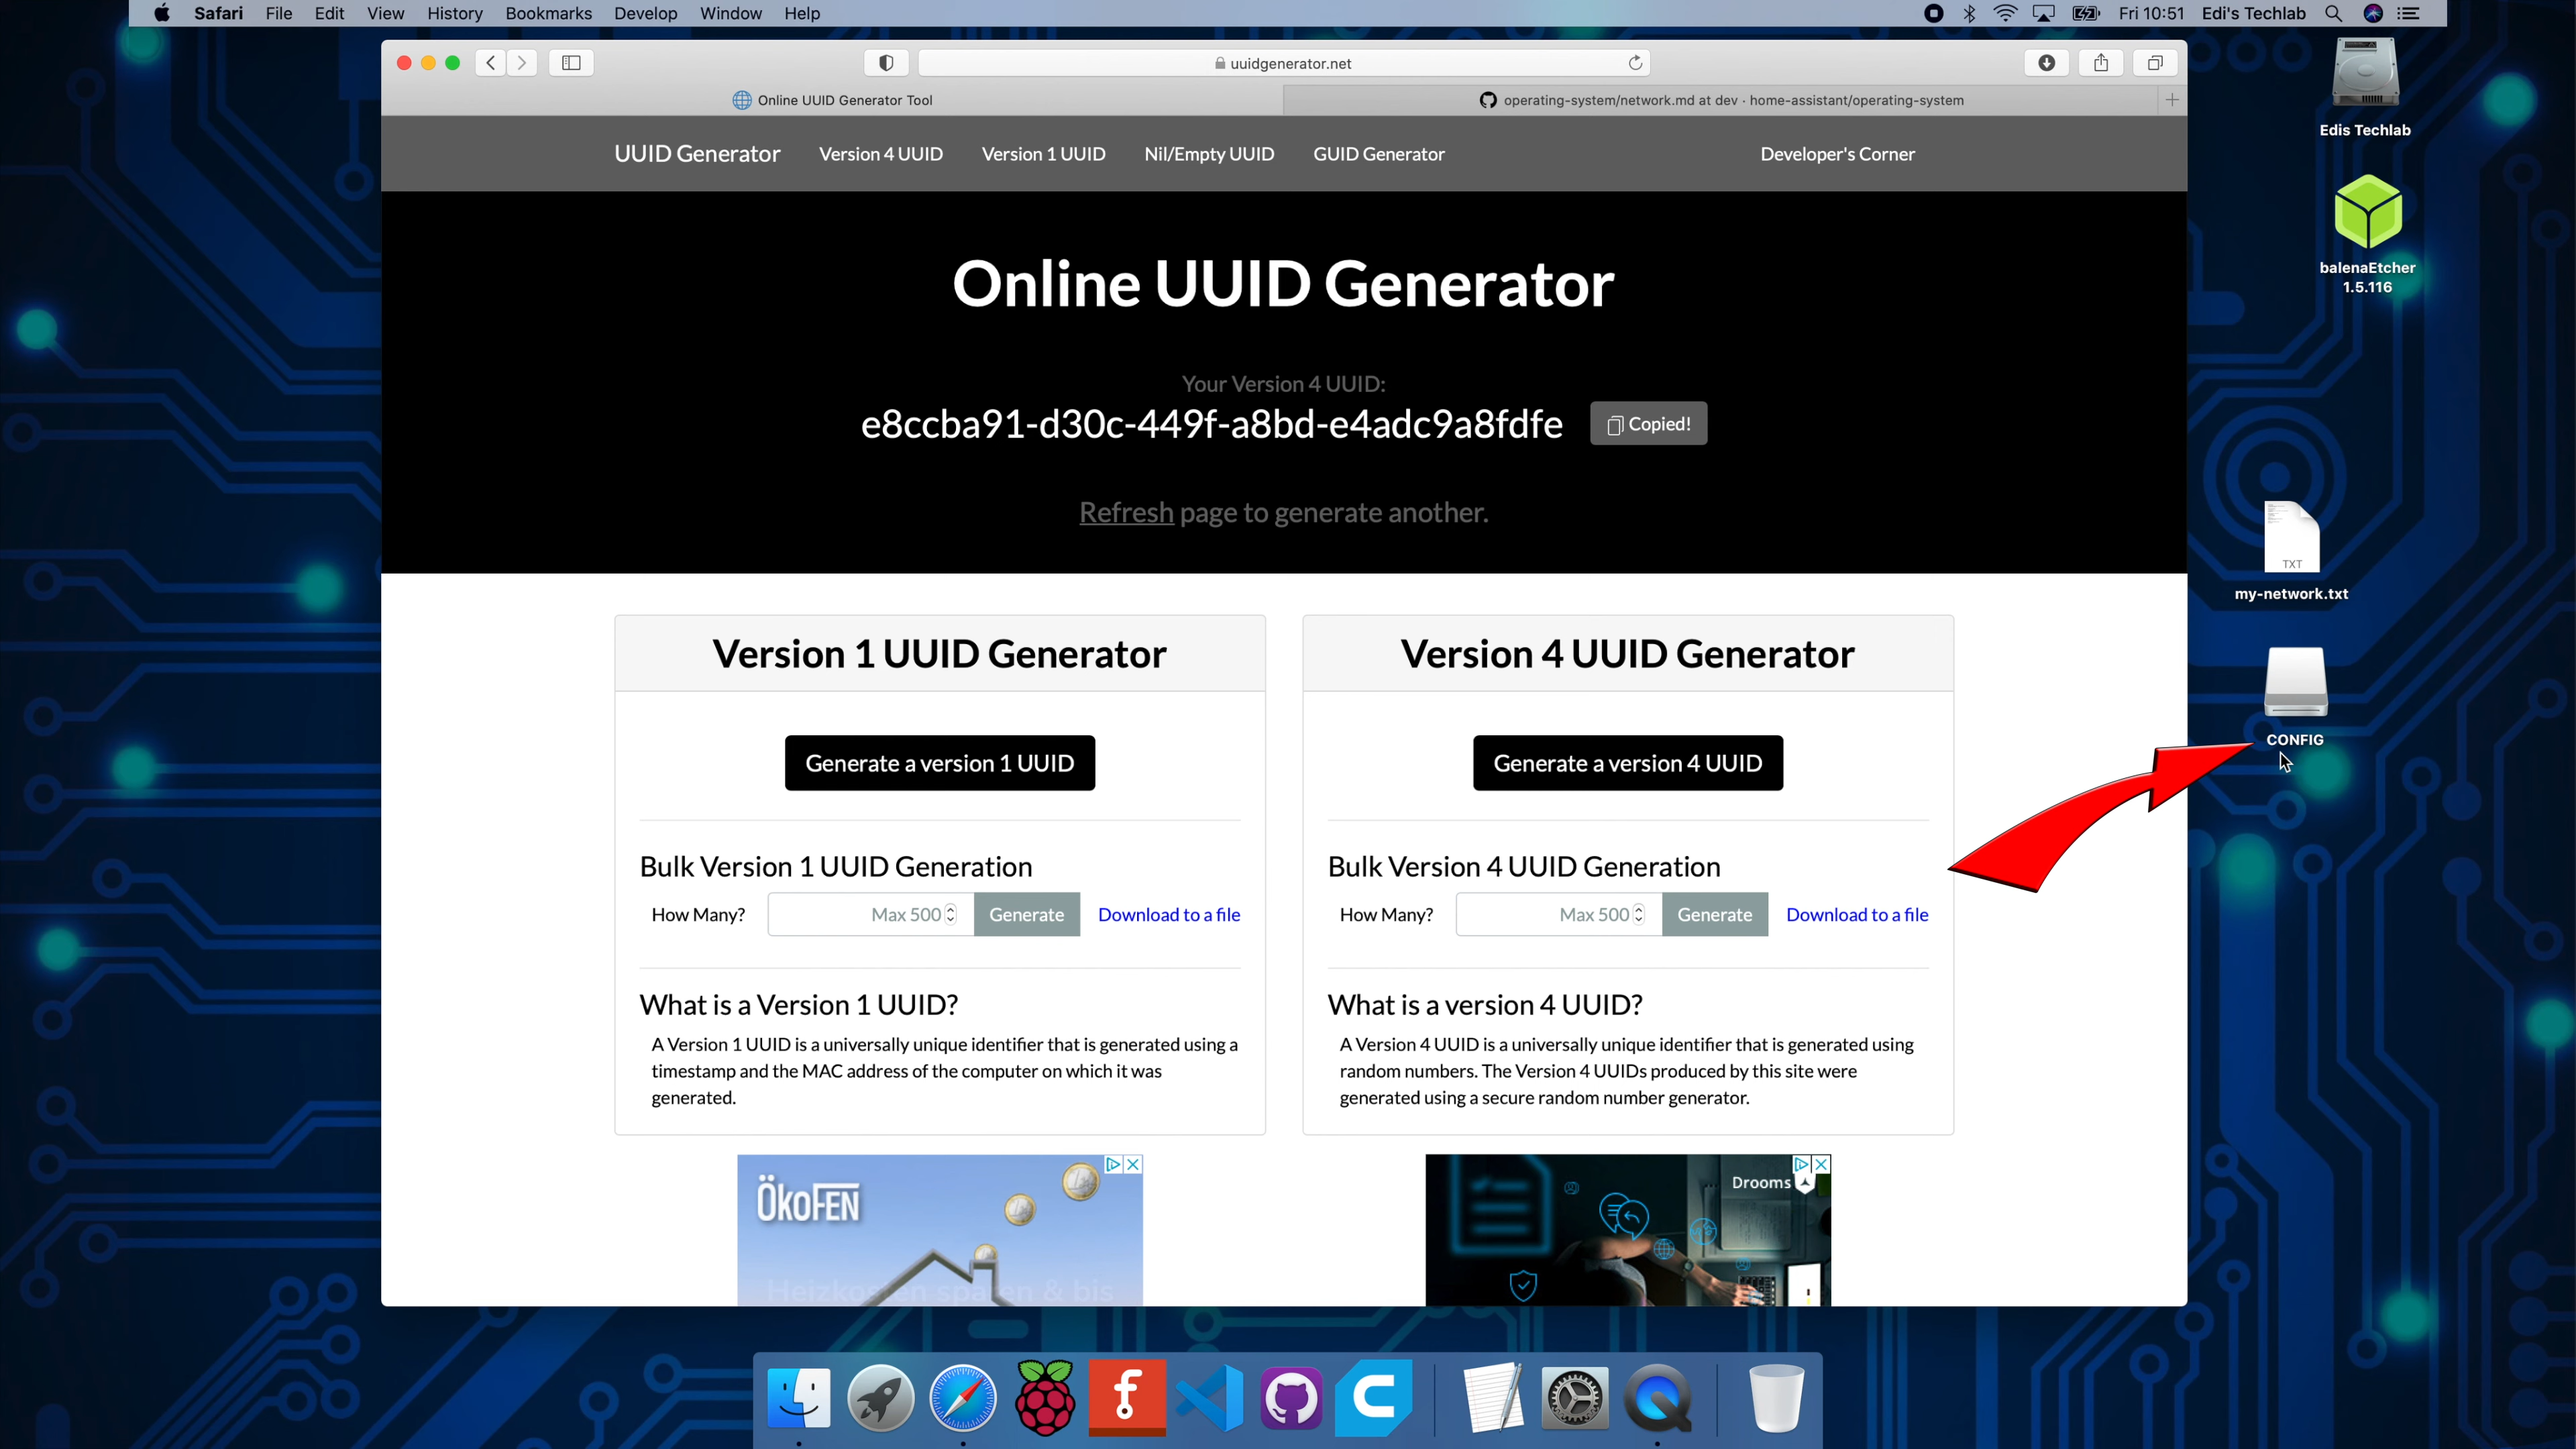 Safari File Edit View History Bookmarks Develop Window Help
Fri 10:51 Edi's Techlab
uuidgenerator.net
Online UUID Generator Tool
operating-system/network.md at dev · home-assistant/operating-system
UUID Generator Version 4 UUID Version 1 UUID Nil/Empty UUID GUID Generator Developer's Corner
Online UUID Generator
Your Version 4 UUID:
e8ccba91-d30c-449f-a8bd-e4adc9a8fdfe
Copied!
Refresh page to generate another.
Version 1 UUID Generator
Generate a version 1 UUID
Bulk Version 1 UUID Generation
How Many? Max 500 Generate Download to a file
What is a Version 1 UUID?
A Version 1 UUID is a universally unique identifier that is generated using a
timestamp and the MAC address of the computer on which it was
generated.
Version 4 UUID Generator
Generate a version 4 UUID
Bulk Version 4 UUID Generation
How Many? Max 500 Generate Download to a file
What is a version 4 UUID?
A Version 4 UUID is a universally unique identifier that is generated using
random numbers. The Version 4 UUIDs produced by this site were
generated using a secure random number generator.
ÖkoFEN
Heizkosten sparen & bis
Drooms
Edis Techlab
balenaEtcher
1.5.116
TXT
my-network.txt
CONFIG